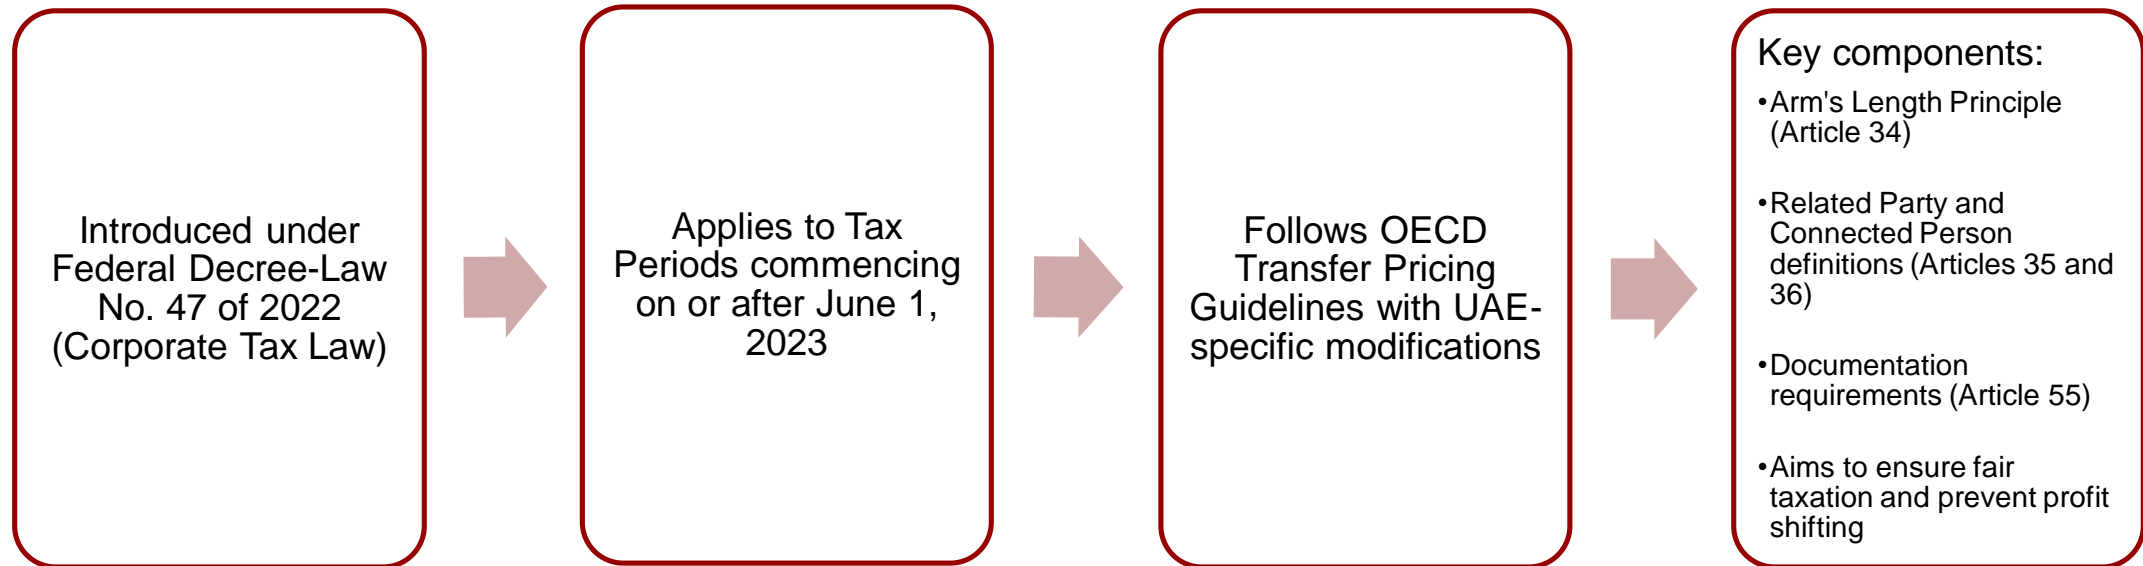 Introduced under
Federal Decree-Law
No. 47 of 2022
(Corporate Tax Law)
Applies to Tax
Periods commencing
on or after June 1,
2023
Follows OECD
Transfer Pricing
Guidelines with UAE-
specific modifications
Key components:
•Arm's Length Principle
(Article 34)
•Related Party and
Connected Person
definitions (Articles 35 and
36)
•Documentation
requirements (Article 55)
•Aims to ensure fair
taxation and prevent profit
shifting